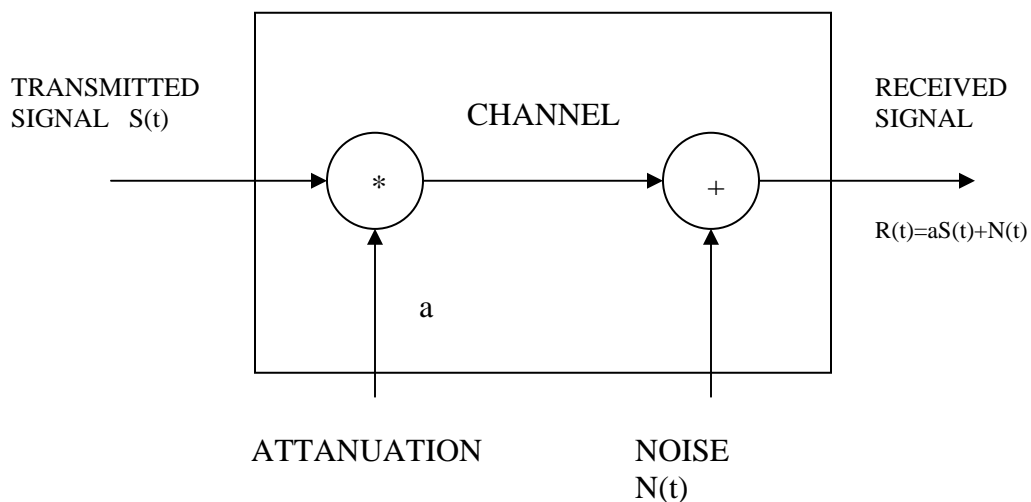 TRANSMITTED
SIGNAL S(t)
CHANNEL
RECEIVED
SIGNAL
*
+
R(t)=aS(t)+N(t)
a
ATTANUATION
NOISE
N(t)